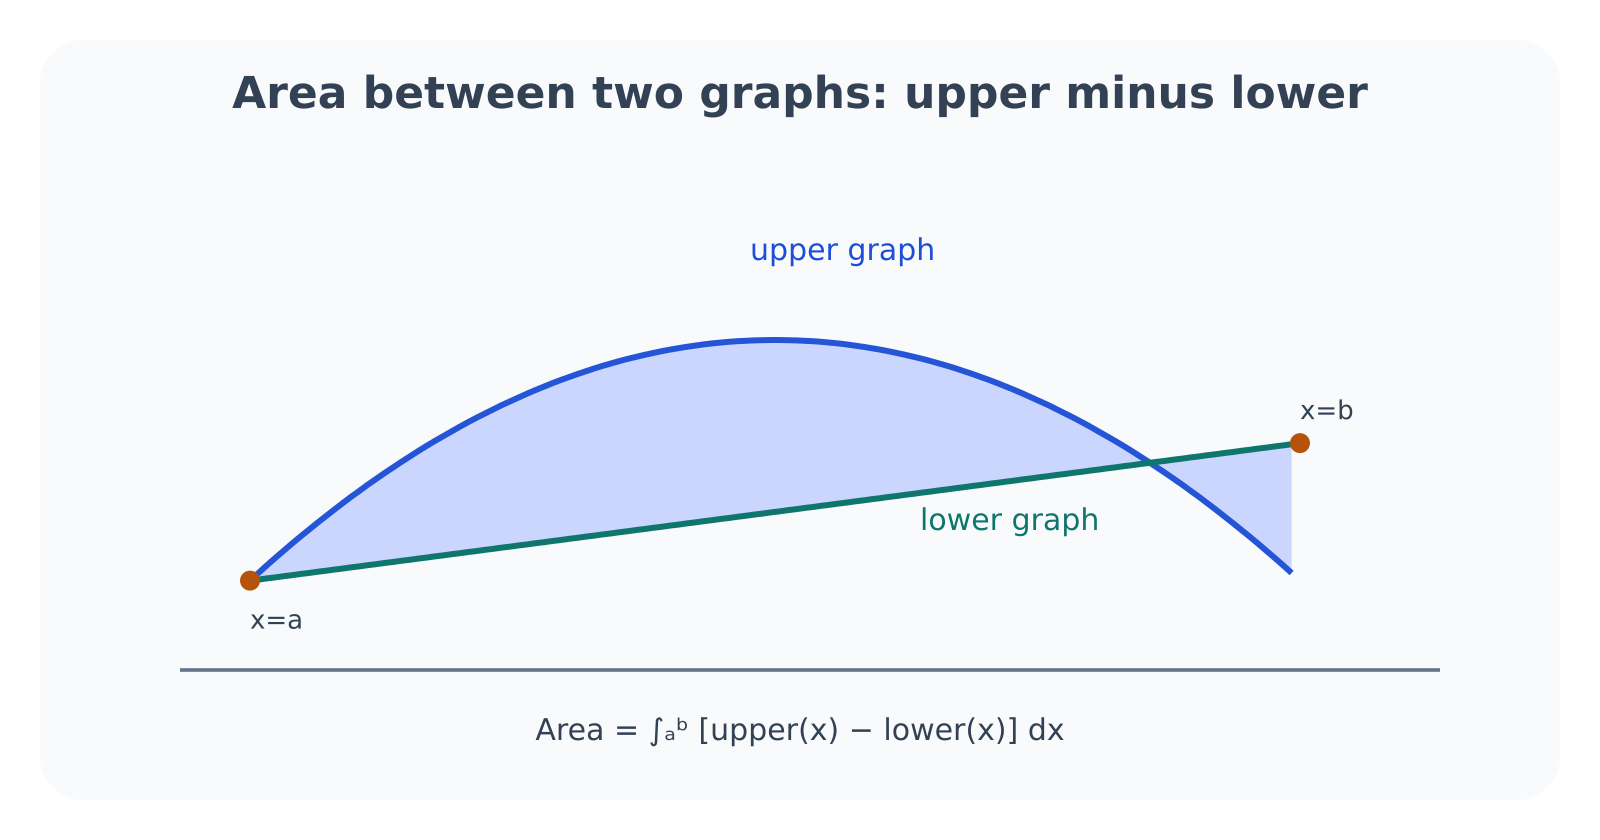 Area between two graphs: upper minus lower
upper graph
x=b
lower graph
x=a
Area = ∫ₐᵇ [upper(x) − lower(x)] dx